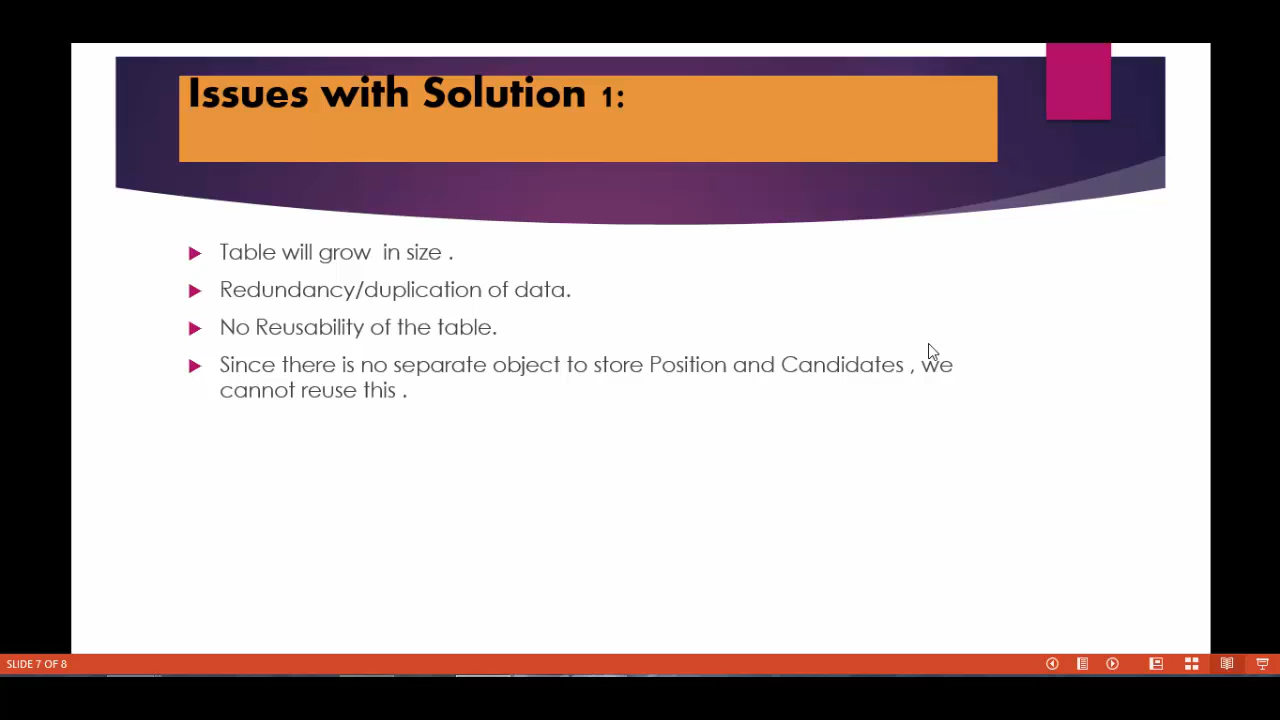 Issues with Solution 1:
Table will grow  in size .
Redundancy/duplication of data.
No Reusability of the table.
Since there is no separate object to store Position and Candidates , we
cannot reuse this .
SLIDE 7 OF 8